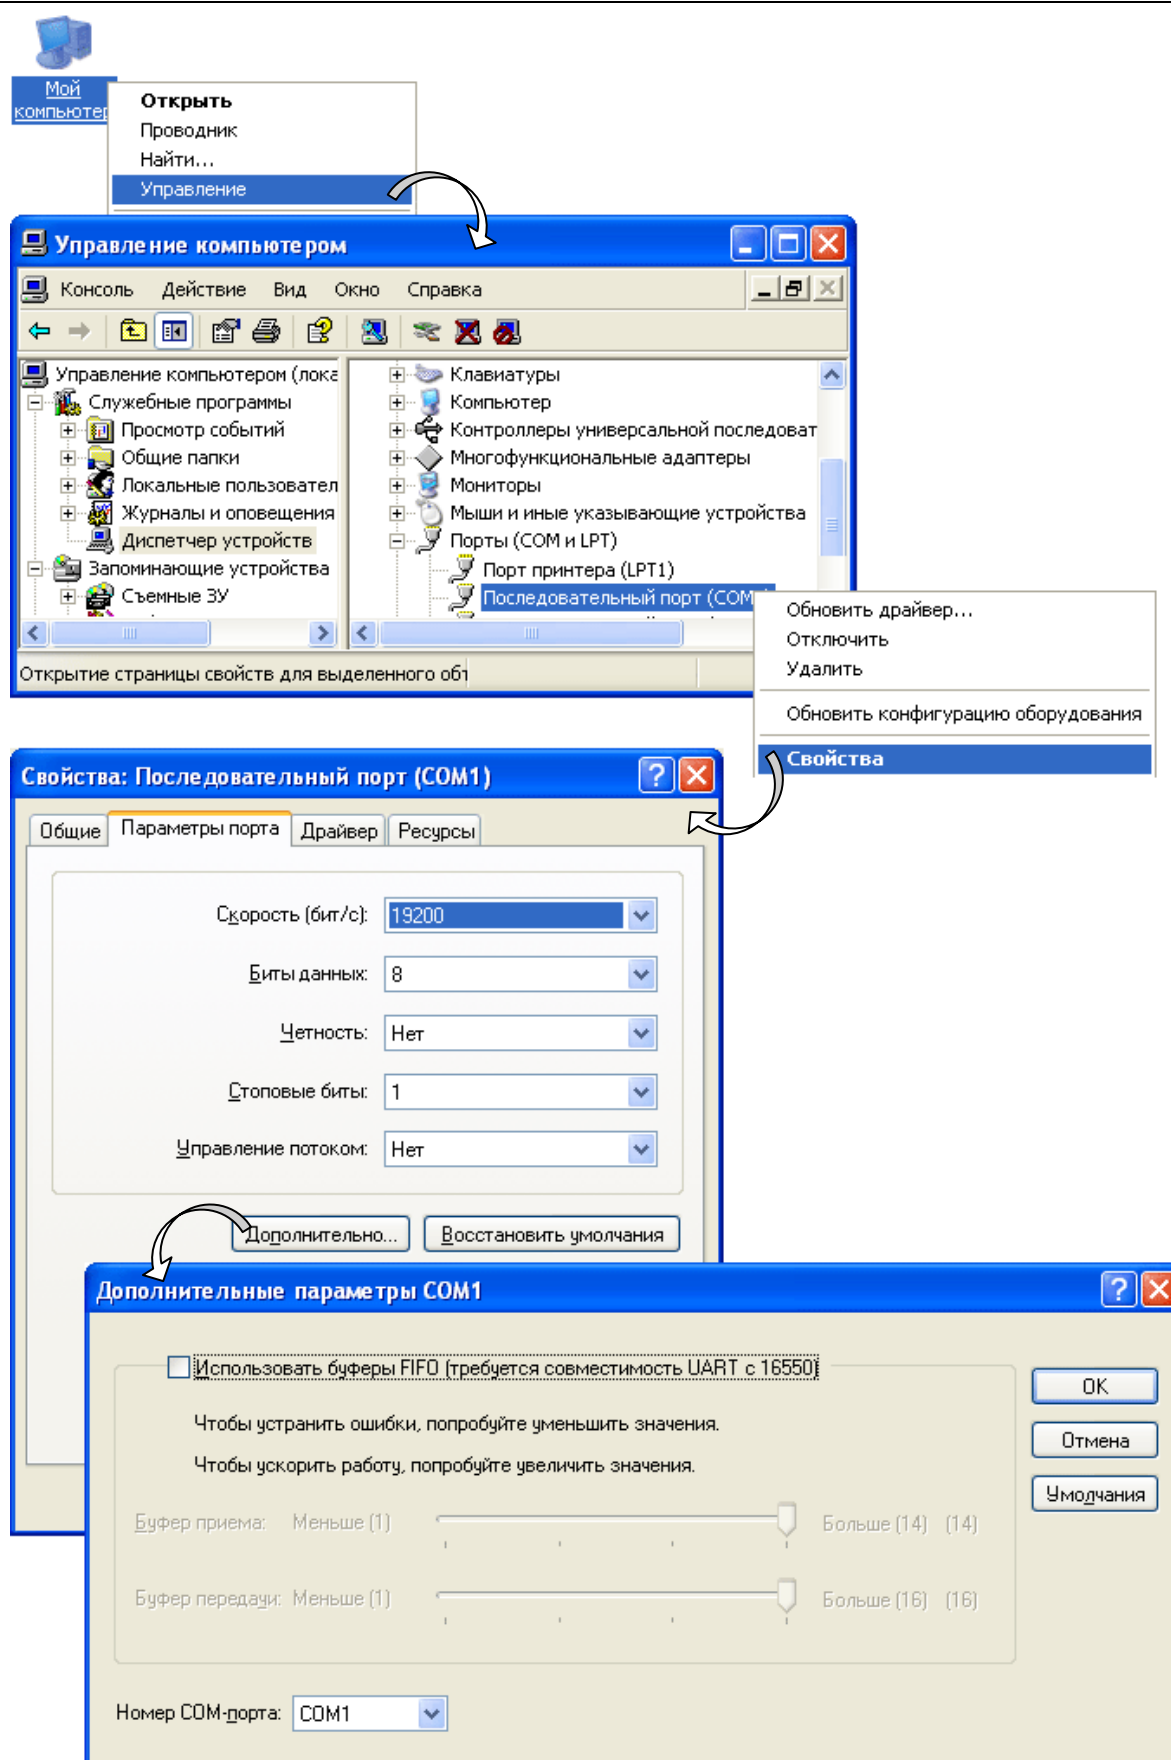 Мой
компьютер
Открыть
Проводник
Найти...
Управление
Управление компьютером
Консоль Действие Вид Окно Справка
Управление компьютером (лока
Служебные программы
Просмотр событий
Общие папки
Локальные пользовател
Журналы и оповещения
Диспетчер устройств
Запоминающие устройства
Съемные ЗУ
Клавиатуры
Компьютер
Контроллеры универсальной последоват
Многофункциональные адаптеры
Мониторы
Мыши и иные указывающие устройства
Порты (COM и LPT)
Порт принтера (LPT1)
Последовательный порт (COM
Открытие страницы свойств для выделенного объ
Обновить драйвер...
Отключить
Удалить
Обновить конфигурацию оборудования
Свойства
Свойства: Последовательный порт (COM1)
Общие Параметры порта Драйвер Ресурсы
Скорость (бит/с): 19200
Биты данных: 8
Четность: Нет
Стоповые биты: 1
Управление потоком: Нет
Дополнительно... Восстановить умолчания
Дополнительные параметры COM1
Использовать буферы FIFO (требуется совместимость UART с 16550)
Чтобы устранить ошибки, попробуйте уменьшить значения.
Чтобы ускорить работу, попробуйте увеличить значения.
Буфер приема: Меньше (1) Больше (14) (14)
Буфер передачи: Меньше (1) Больше (16) (16)
OK
Отмена
Умолчания
Номер COM-порта: COM1